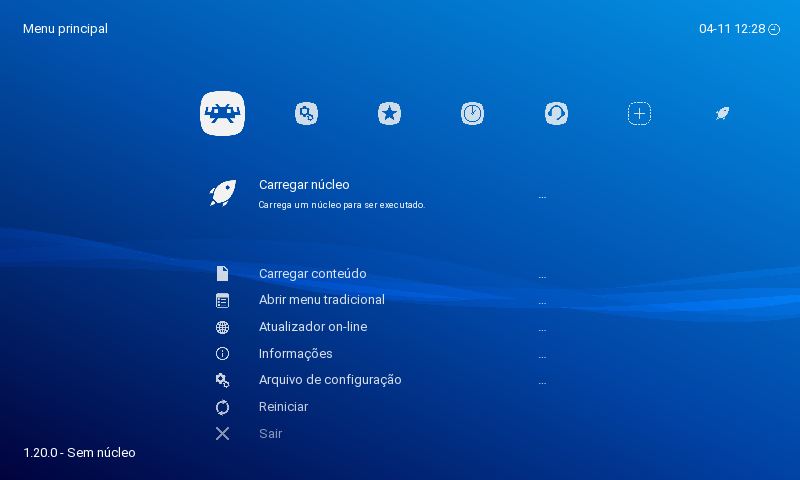 Menu principal
04-11 12:28
Carregar núcleo
...
Carrega um núcleo para ser executado.
Carregar conteúdo
...
Abrir menu tradicional
...
Atualizador on-line
...
Informações
...
Arquivo de configuração
...
Reiniciar
Sair
1.20.0 - Sem núcleo